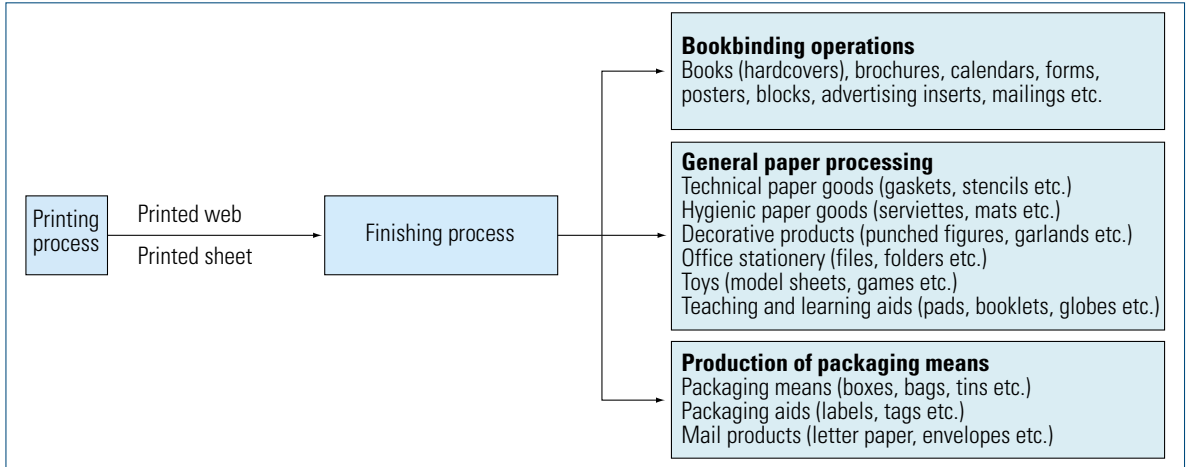 Printing
process
Printed web
Printed sheet
Finishing process
Bookbinding operations
Books (hardcovers), brochures, calendars, forms,
posters, blocks, advertising inserts, mailings etc.
General paper processing
Technical paper goods (gaskets, stencils etc.)
Hygienic paper goods (serviettes, mats etc.)
Decorative products (punched figures, garlands etc.)
Office stationery (files, folders etc.)
Toys (model sheets, games etc.)
Teaching and learning aids (pads, booklets, globes etc.)
Production of packaging means
Packaging means (boxes, bags, tins etc.)
Packaging aids (labels, tags etc.)
Mail products (letter paper, envelopes etc.)